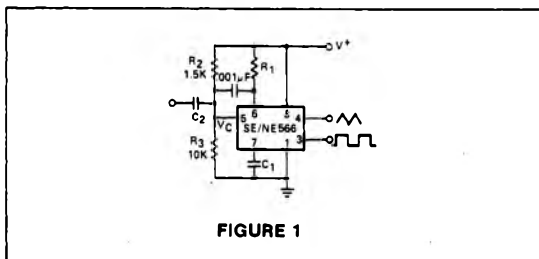 V+
R2
1.5K
.001μF
R1
C2
VC
5
6
8
4
SE/NE566
3
7
1
R3
10K
C1
FIGURE 1